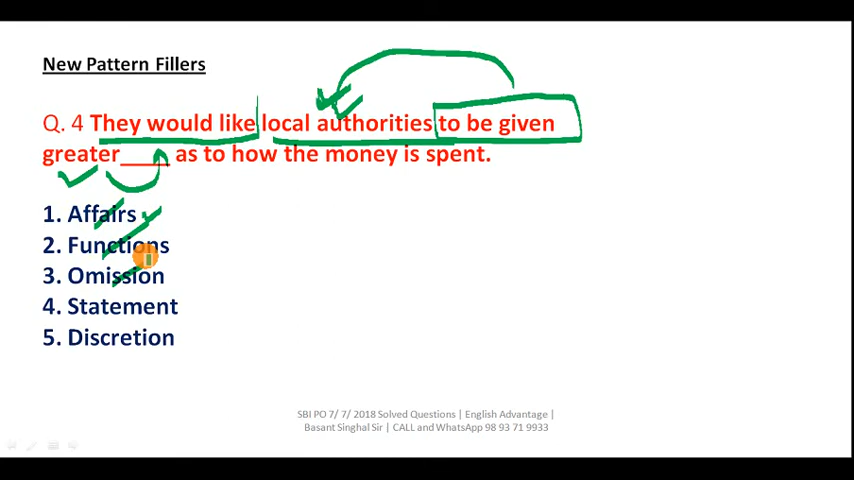 New Pattern Fillers
Q. 4 They would like local authorities to be given
greater____ as to how the money is spent.
1. Affairs
2. Functions
3. Omission
4. Statement
5. Discretion
SBI PO 7/ 7/ 2018 Solved Questions | English Advantage |
Basant Singhal Sir | CALL and WhatsApp 98 93 71 9933